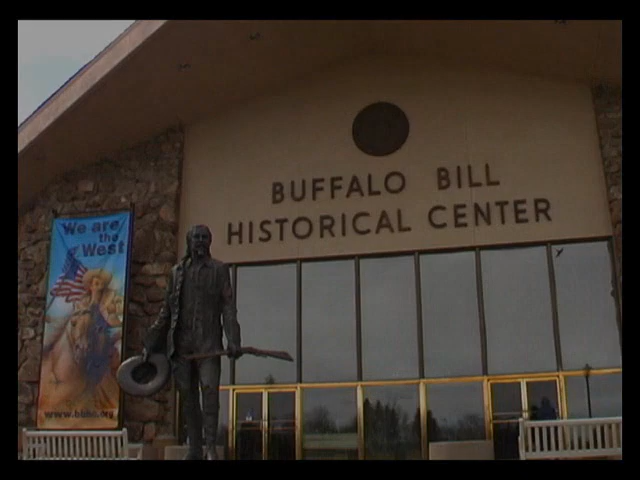 BUFFALO BILL
HISTORICAL CENTER
We are
the
West
www.bbhc.org